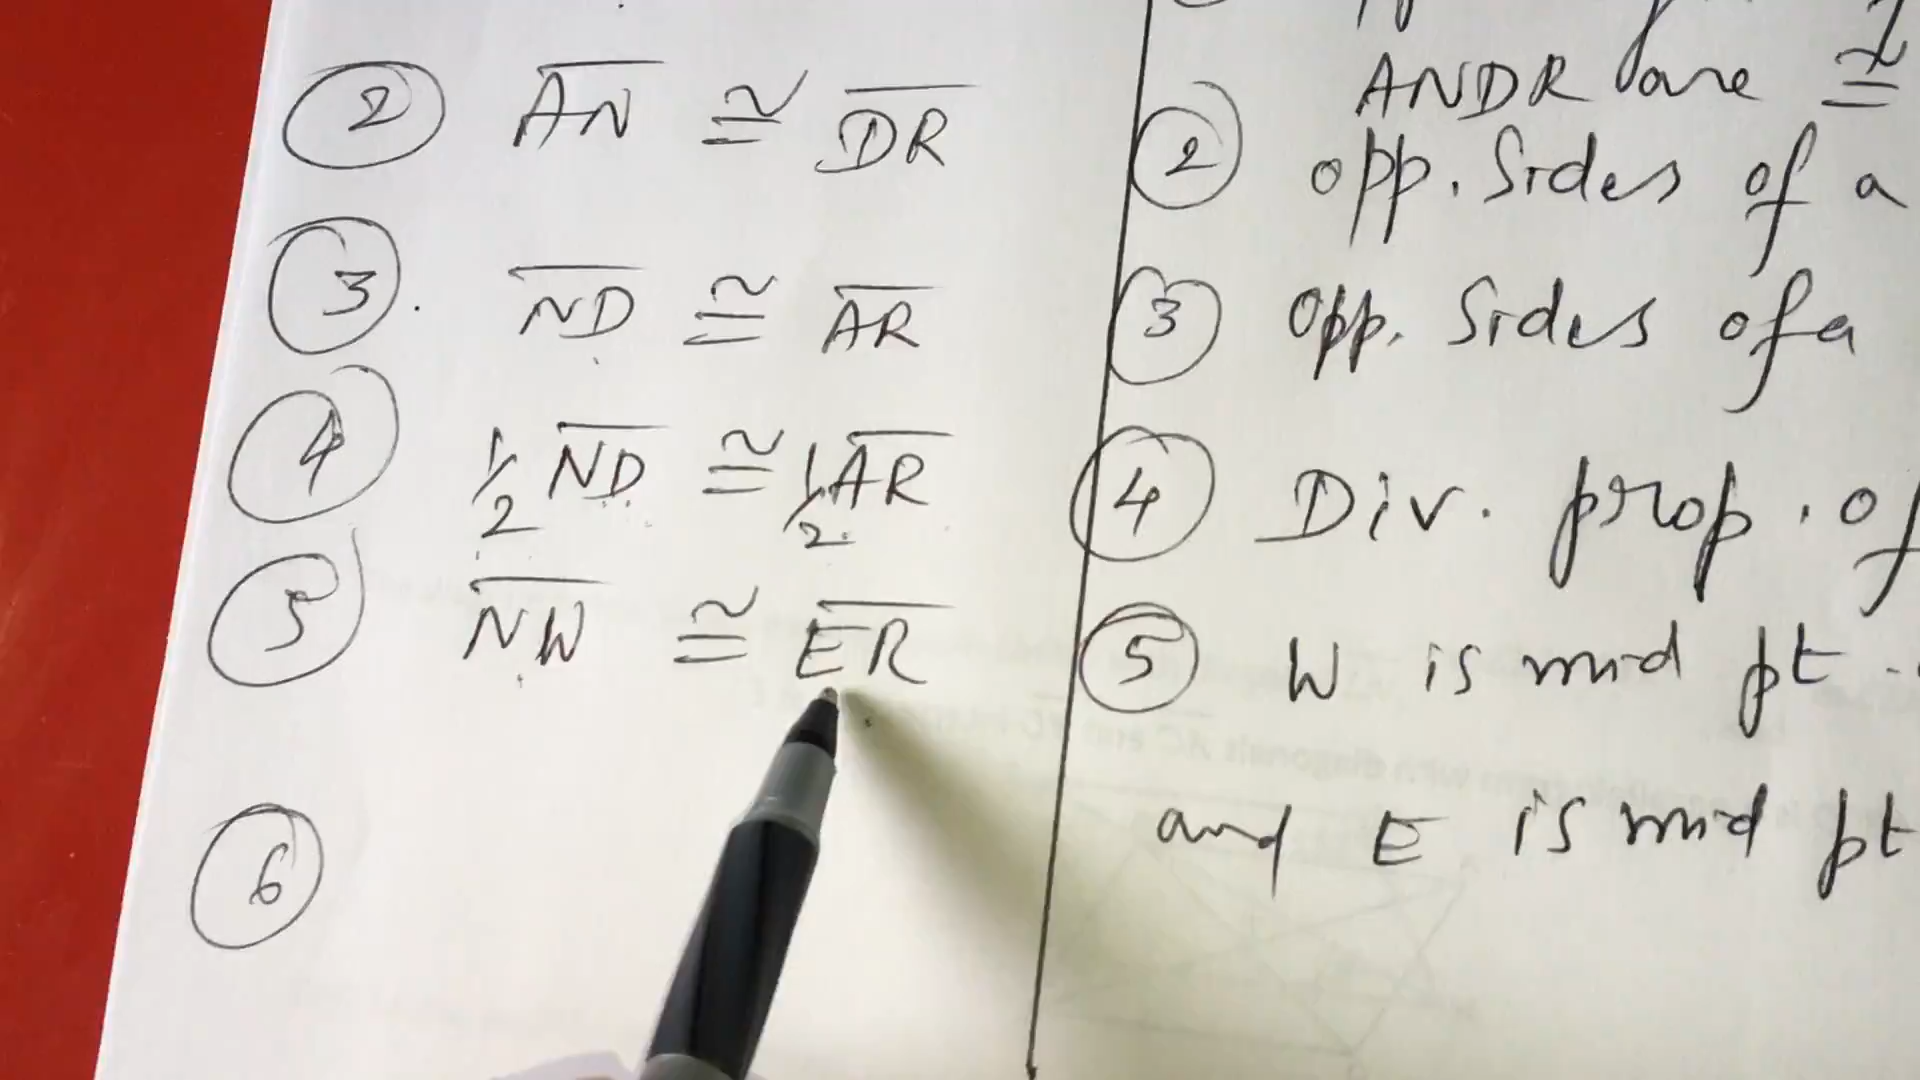 ANDR are ≅
② AN ≅ DR ② opp. Sides of a
③. ND ≅ AR ③ Opp. Sides of a
④ 1/2 ND ≅ 1/2 AR ④ Div. prop. of
⑤ NW ≅ ER ⑤ W is mid pt.
and E is mid pt
⑥